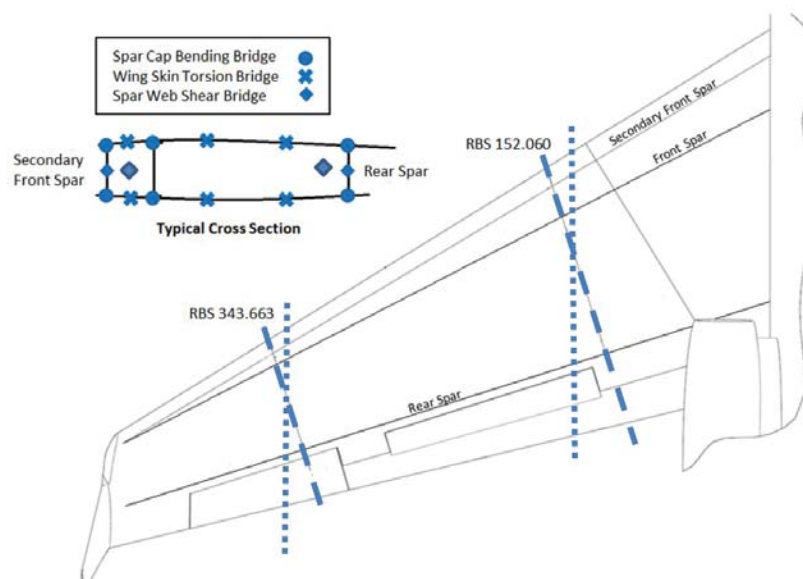 Spar Cap Bending Bridge
Wing Skin Torsion Bridge
Spar Web Shear Bridge
Secondary
Front Spar
Rear Spar
Typical Cross Section
RBS 152.060
Secondary Front Spar
Front Spar
RBS 343.663
Rear Spar